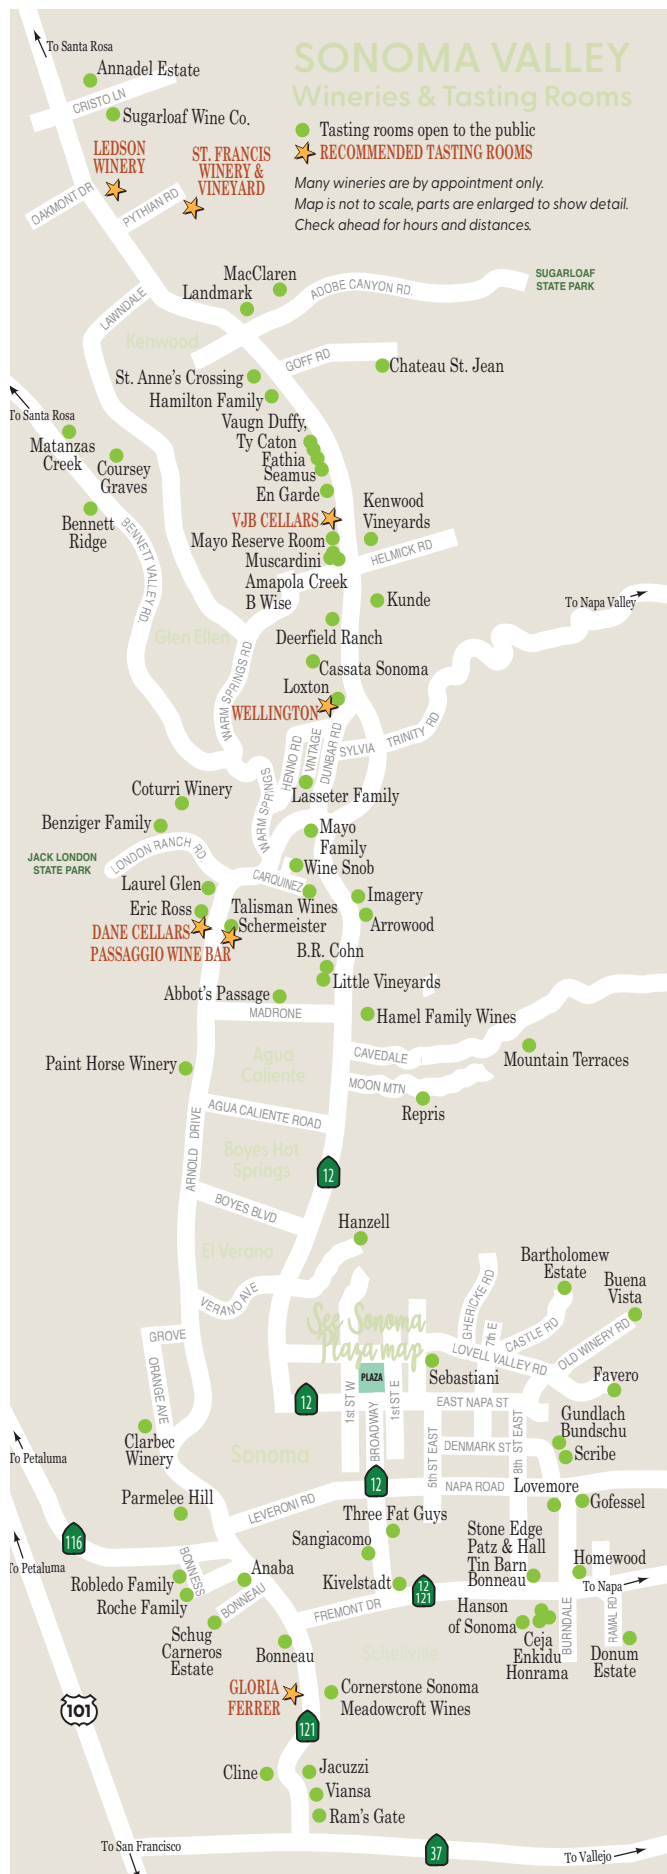 To Santa Rosa
SONOMA VALLEY
Wineries & Tasting Rooms
Tasting rooms open to the public
RECOMMENDED TASTING ROOMS
Many wineries are by appointment only.
Map is not to scale, parts are enlarged to show detail.
Check ahead for hours and distances.
Annadel Estate
CRISTO LN
Sugarloaf Wine Co.
LEDSON
WINERY
ST. FRANCIS
WINERY &
VINEYARD
OAKMONT DR
PYTHIAN RD
MacClaren
Landmark
ADOBE CANYON RD.
SUGARLOAF
STATE PARK
LAWNDALE
Kenwood
GOFF RD
Chateau St. Jean
St. Anne's Crossing
Hamilton Family
To Santa Rosa
Vaugn Duffy,
Ty Caton
Fathia
Seamus
En Garde
Matanzas
Creek
Coursey
Graves
Bennett
Ridge
BENNETT VALLEY RD.
VJB CELLARS
Kenwood
Vineyards
Mayo Reserve Room
Muscardini
HELMICK RD
Amapola Creek
B Wise
Kunde
To Napa Valley
Glen Ellen
Deerfield Ranch
WARM SPRINGS RD
Cassata Sonoma
Loxton
WELLINGTON
HENNO RD
VINTAGE
DUNBAR RD
SYLVIA
TRINITY RD
WARM SPRINGS
Lasseter Family
Coturri Winery
Benziger Family
Mayo
Family
JACK LONDON
STATE PARK
LONDON RANCH RD.
Wine Snob
CARQUINEZ
Laurel Glen
Imagery
Eric Ross
Talisman Wines
Arrowood
DANE CELLARS
Schermeister
PASSAGGIO WINE BAR
B.R. Cohn
Little Vineyards
Abbot's Passage
MADRONE
Hamel Family Wines
Agua
Caliente
CAVEDALE
Mountain Terraces
Paint Horse Winery
MOON MTN
Repris
AGUA CALIENTE ROAD
ARNOLD DRIVE
Boyes Hot
Springs
12
BOYES BLVD
Hanzell
El Verano
VERANO AVE
Bartholomew
Estate
Buena
Vista
GHERICKE RD
7th E
CASTLE RD
OLD WINERY RD
See Sonoma
Plaza map
GROVE
ORANGE AVE
LOVELL VALLEY RD
Sebastiani
PLAZA
Favero
12
1st ST W
BROADWAY
1st ST E
EAST NAPA ST
Gundlach
Bundschu
Scribe
5th ST EAST
DENMARK ST
8th ST EAST
Clarbec
Winery
To Petaluma
Sonoma
12
NAPA ROAD
Lovemore
Gofessel
Parmelee Hill
LEVERONI RD
Three Fat Guys
116
Sangiacomo
Stone Edge
Patz & Hall
Tin Barn
Bonneau
Homewood
To Petaluma
BONNESS
Anaba
Robledo Family
Roche Family
BONNEAU
Kivelstadt
12
121
To Napa
FREMONT DR
Hanson
of Sonoma
BURNDALE
RAMAL RD
Schug
Carneros
Estate
Bonneau
Schellville
Ceja
Enkidu
Honrama
Donum
Estate
GLORIA
FERRER
Cornerstone Sonoma
Meadowcroft Wines
101
121
Cline
Jacuzzi
Viansa
Ram's Gate
To San Francisco
37
To Vallejo